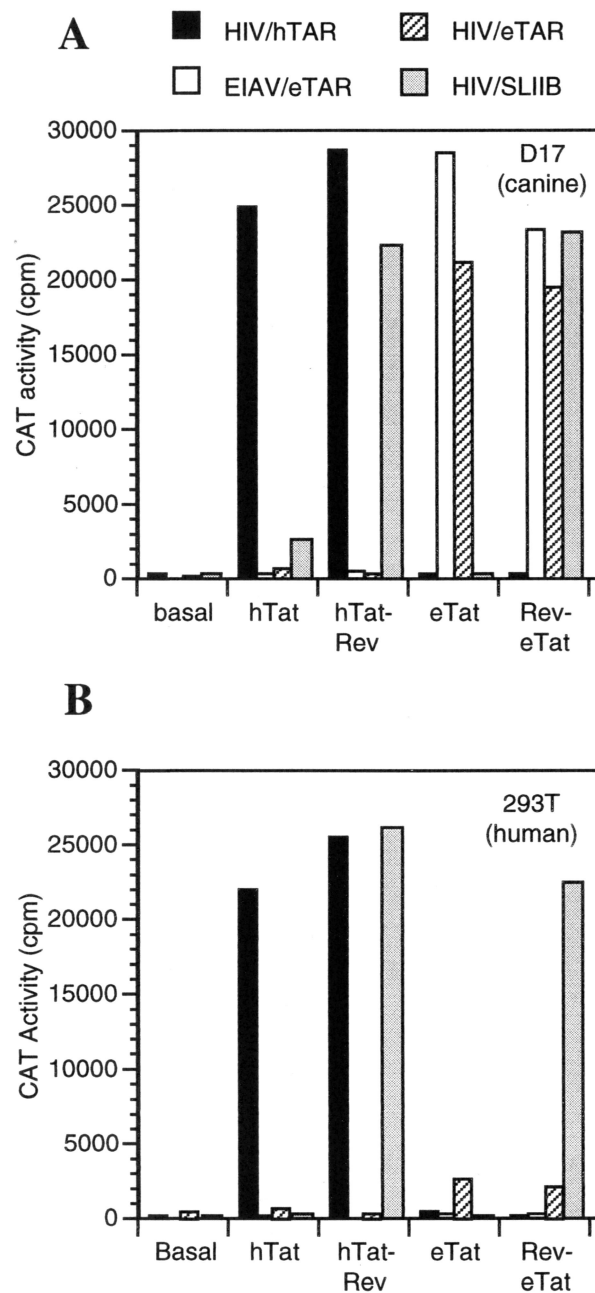 A
HIV/hTAR HIV/eTAR
EIAV/eTAR HIV/SLIIB
30000
25000
20000
15000
10000
5000
0
CAT activity (cpm)
D17
(canine)
basal hTat hTat- eTat Rev-
Rev eTat
B
30000
25000
20000
15000
10000
5000
0
CAT Activity (cpm)
293T
(human)
Basal hTat hTat- eTat Rev-
Rev eTat